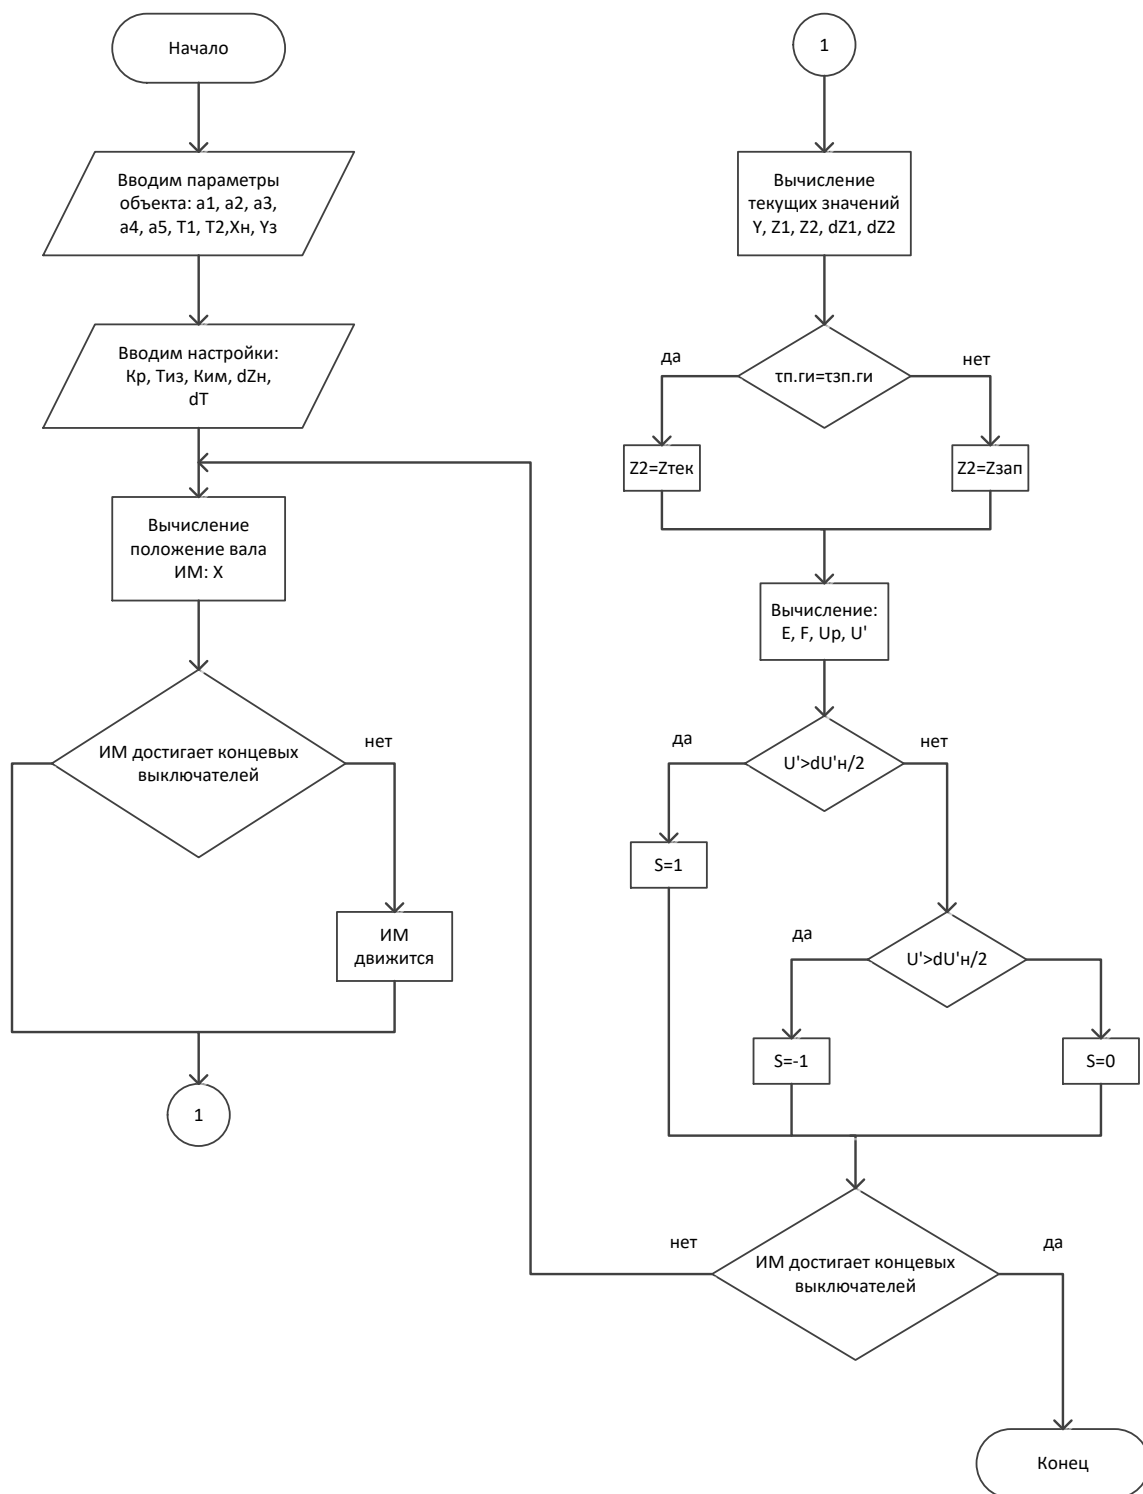 Начало
Вводим параметры
объекта: а1, а2, а3,
а4, а5, Т1, Т2,Хн, Yз
Вводим настройки:
Кр, Тиз, Ким, dZн,
dT
Вычисление
положение вала
ИМ: X
ИМ достигает концевых
выключателей
нет
ИМ
движится
1
1
Вычисление
текущих значений
Y, Z1, Z2, dZ1, dZ2
да
τп.ги=τзп.ги
нет
Z2=Zтек
Z2=Zзап
Вычисление:
E, F, Up, U'
да
U'>dU'н/2
нет
S=1
да
U'>dU'н/2
S=-1
S=0
нет
ИМ достигает концевых
выключателей
да
Конец